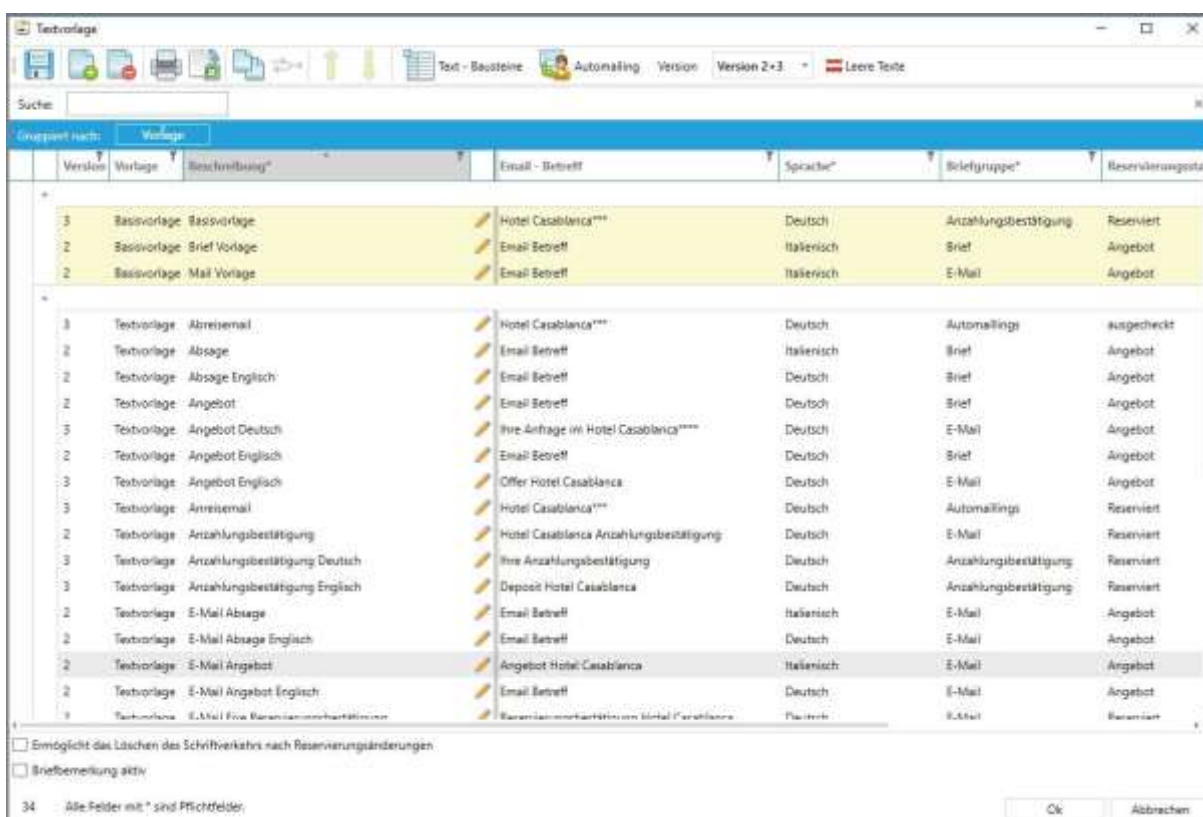 Textvorlage
Text - Bausteine Automailing Version Version 2+3 Leere Texte
Suche:
Gruppiert nach: Vorlage
Version Vorlage Beschreibung* Email - Betreff Sprache* Briefgruppe* Reservierungssta
3 Basisvorlage Basisvorlage Hotel Casablanca*** Deutsch Anzahlungsbestätigung Reserviert
2 Basisvorlage Brief Vorlage Email Betreff Italienisch Brief Angebot
2 Basisvorlage Mail Vorlage Email Betreff Italienisch E-Mail Angebot
3 Textvorlage Abreisemail Hotel Casablanca*** Deutsch Automailings ausgecheckt
2 Textvorlage Absage Email Betreff Italienisch Brief Angebot
2 Textvorlage Absage Englisch Email Betreff Deutsch Brief Angebot
2 Textvorlage Angebot Email Betreff Deutsch Brief Angebot
3 Textvorlage Angebot Deutsch Ihre Anfrage im Hotel Casablanca**** Deutsch E-Mail Angebot
2 Textvorlage Angebot Englisch Email Betreff Deutsch Brief Angebot
3 Textvorlage Angebot Englisch Offer Hotel Casablanca Deutsch E-Mail Angebot
3 Textvorlage Anreisemail Hotel Casablanca*** Deutsch Automailings Reserviert
2 Textvorlage Anzahlungsbestätigung Hotel Casablanca Anzahlungsbestätigung Deutsch E-Mail Reserviert
3 Textvorlage Anzahlungsbestätigung Deutsch Ihre Anzahlungsbestätigung Deutsch Anzahlungsbestätigung Reserviert
3 Textvorlage Anzahlungsbestätigung Englisch Deposit Hotel Casablanca Deutsch Anzahlungsbestätigung Reserviert
2 Textvorlage E-Mail Absage Email Betreff Italienisch E-Mail Angebot
2 Textvorlage E-Mail Absage Englisch Email Betreff Deutsch E-Mail Angebot
2 Textvorlage E-Mail Angebot Angebot Hotel Casablanca Italienisch E-Mail Angebot
2 Textvorlage E-Mail Angebot Englisch Email Betreff Deutsch E-Mail Angebot
Textvorlage E-Mail Reservierungsbestätigung Hotel Casablanca Deutsch E-Mail Reserviert
Ermöglicht das Löschen des Schriftverkehrs nach Reservierungsänderungen
Briefbemerkung aktiv
34 Alle Felder mit * sind Pflichtfelder.
Ok Abbrechen